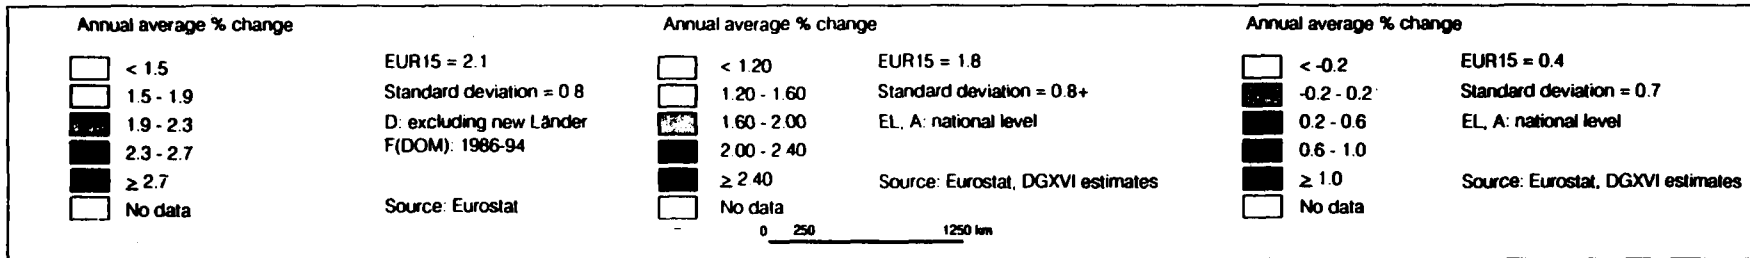 Annual average % change
< 1.5
1.5 - 1.9
1.9 - 2.3
2.3 - 2.7
≥ 2.7
No data
EUR15 = 2.1
Standard deviation = 0 8
D: excluding new Länder
F(DOM): 1986-94
Source: Eurostat
Annual average % change
< 1.20
1.20 - 1.60
1.60 - 2.00
2.00 - 2 40
≥ 2 40
No data
EUR15 = 1.8
Standard deviation = 0.8+
EL, A: national level
Source: Eurostat, DGXVI estimates
0 250 1250 km
Annual average % change
< -0.2
-0.2 - 0.2
0.2 - 0.6
0.6 - 1.0
≥ 1.0
No data
EUR15 = 0.4
Standard deviation = 0.7
EL, A: national level
Source: Eurostat, DGXVI estimates